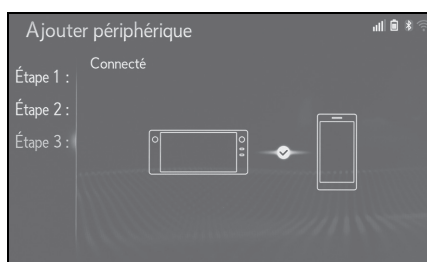 Ajouter périphérique
Connecté
Étape 1 :
Étape 2 :
Étape 3 :